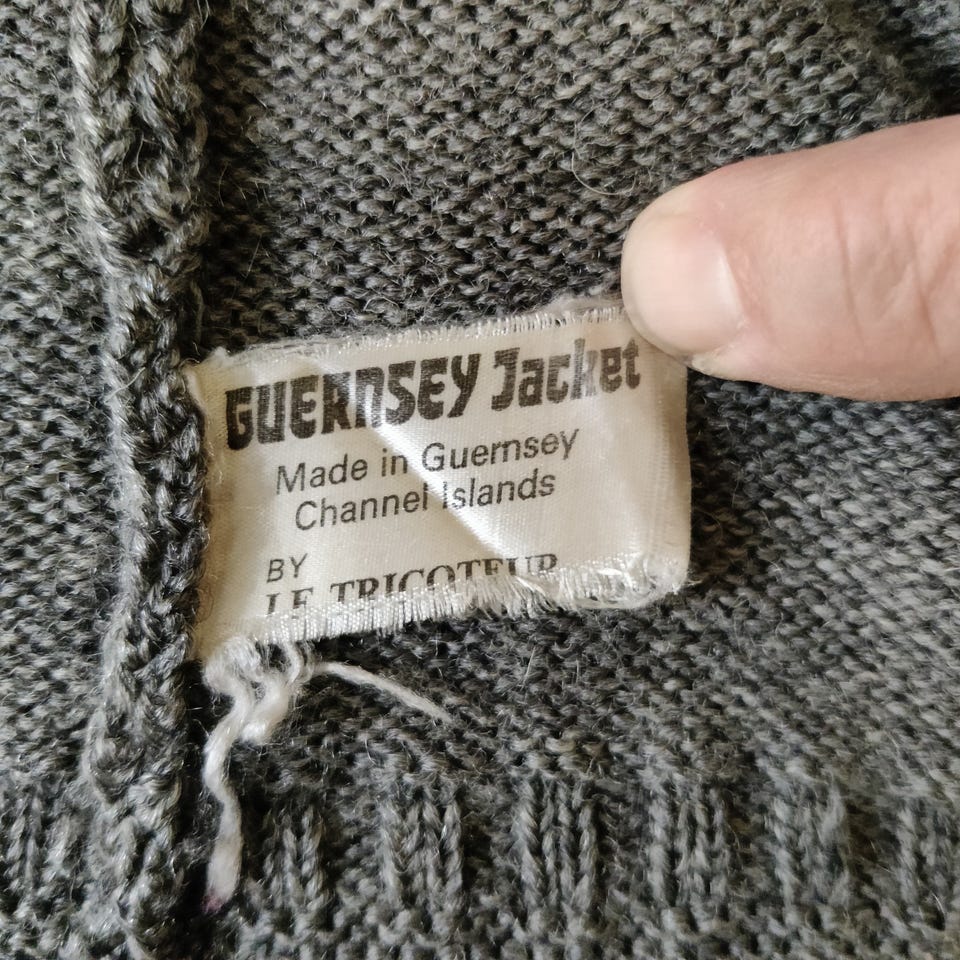 GUERNSEY Jacket
Made in Guernsey
Channel Islands
BY
LE TRICOTEUR